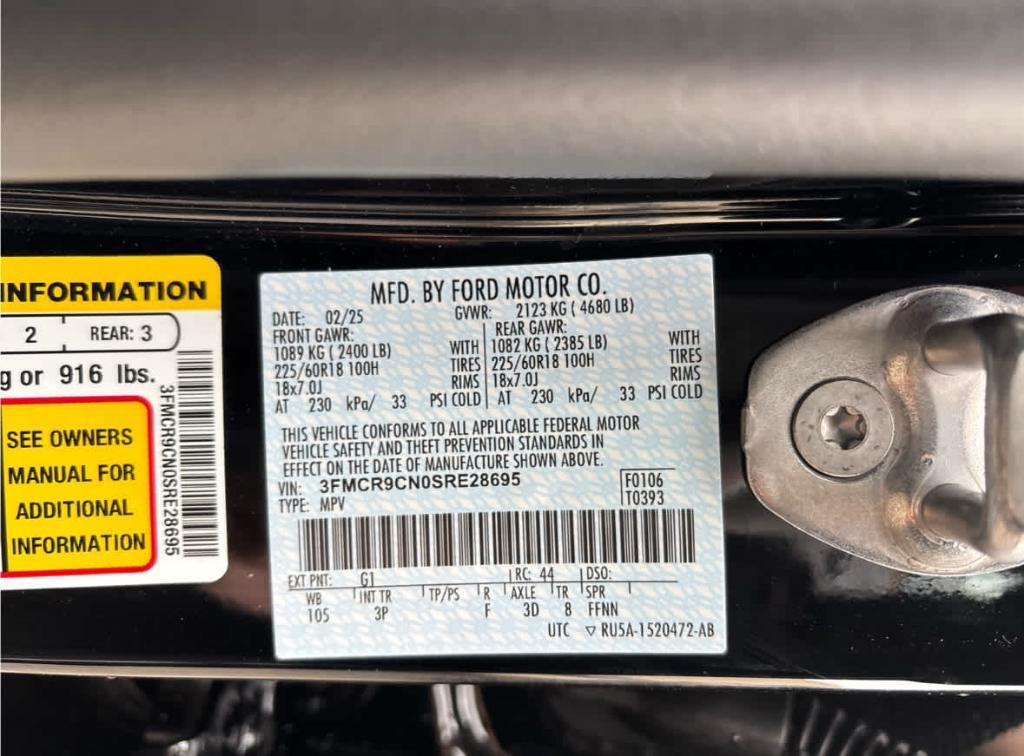 INFORMATION
2 REAR: 3
g or 916 lbs.
SEE OWNERS
MANUAL FOR
ADDITIONAL
INFORMATION
3FMCR9CN0SRE28695
MFD. BY FORD MOTOR CO.
DATE: 02/25 GVWR: 2123 KG ( 4680 LB)
FRONT GAWR: REAR GAWR:
1089 KG ( 2400 LB) WITH 1082 KG ( 2385 LB) WITH
225/60R18 100H TIRES 225/60R18 100H TIRES
18x7.0J RIMS 18x7.0J RIMS
AT 230 kPa/ 33 PSI COLD AT 230 kPa/ 33 PSI COLD
THIS VEHICLE CONFORMS TO ALL APPLICABLE FEDERAL MOTOR
VEHICLE SAFETY AND THEFT PREVENTION STANDARDS IN
EFFECT ON THE DATE OF MANUFACTURE SHOWN ABOVE.
VIN: 3FMCR9CN0SRE28695 F0106
TYPE: MPV T0393
EXT PNT: G1 RC: 44 DSO:
WB INT TR TP/PS R AXLE TR SPR
105 3P F 3D 8 FFNN
UTC ▽ RU5A-1520472-AB